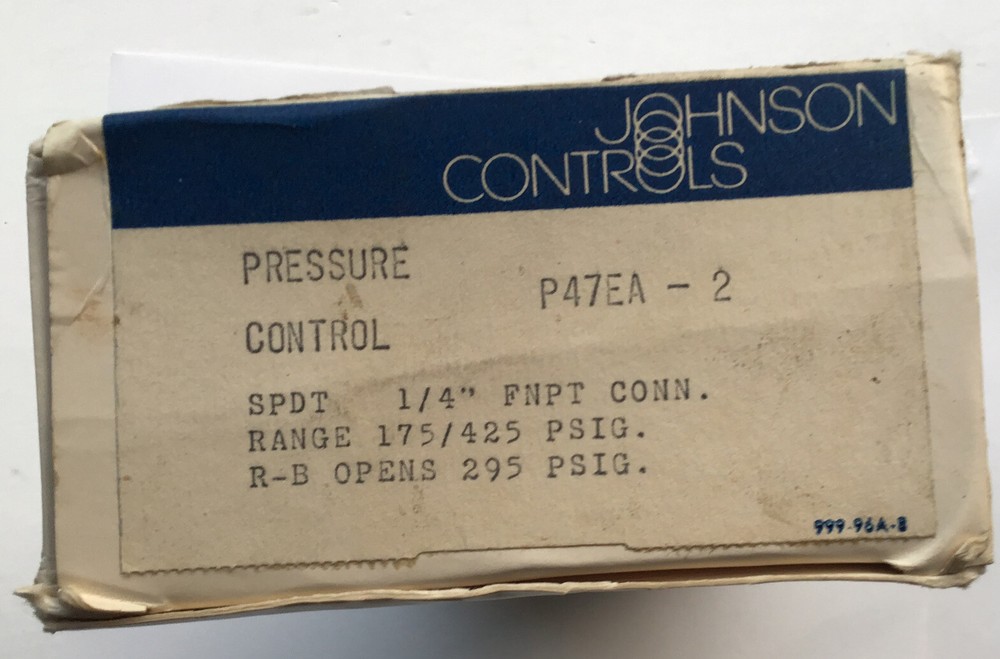 JOHNSON
CONTROLS
PRESSURE
P47EA - 2
CONTROL
SPDT 1/4" FNPT CONN.
RANGE 175/425 PSIG.
R-B OPENS 295 PSIG.
999-96A-8